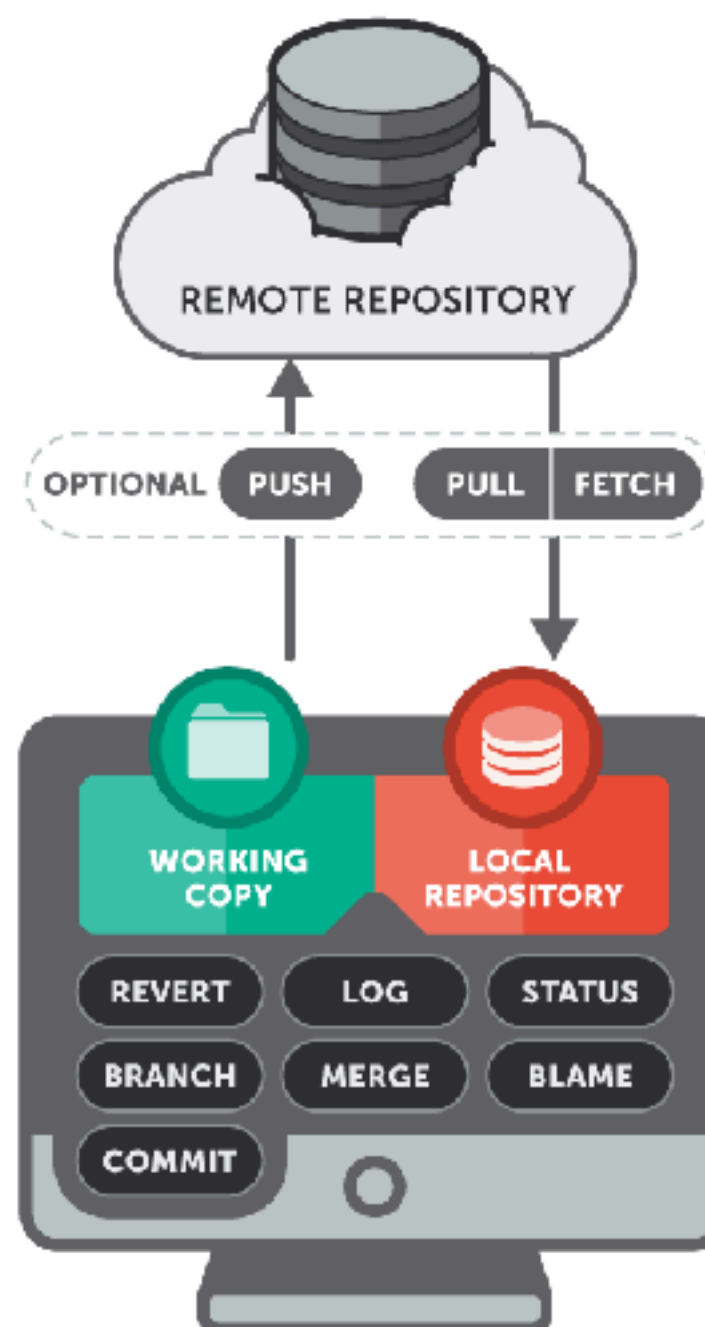 REMOTE REPOSITORY
OPTIONAL PUSH PULL FETCH
WORKING
COPY
LOCAL
REPOSITORY
REVERT LOG STATUS
BRANCH MERGE BLAME
COMMIT